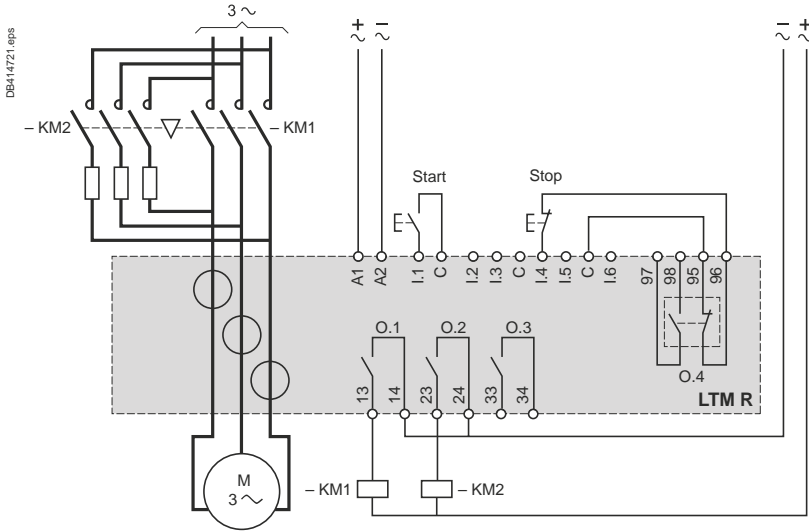 DB414721.eps
3 ~
+ − − +
~ ~ ~ ~
– KM2 – KM1
Start Stop
A1 A2 I.1 C I.2 I.3 C I.4 I.5 C I.6 97 98 95 96
O.1 O.2 O.3
O.4
13 14 23 24 33 34
LTM R
M
3 ~
– KM1 – KM2